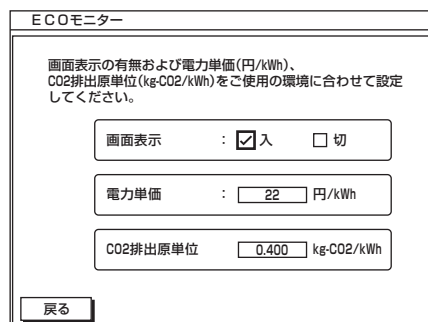 ECOモニター
画面表示の有無および電力単価(円/kWh)、
CO2排出原単位(kg-CO2/kWh)をご使用の環境に合わせて設定
してください。
画面表示 : ☑入 □切
電力単価 : 22 円/kWh
CO2排出原単位 0.400 kg-CO2/kWh
戻る